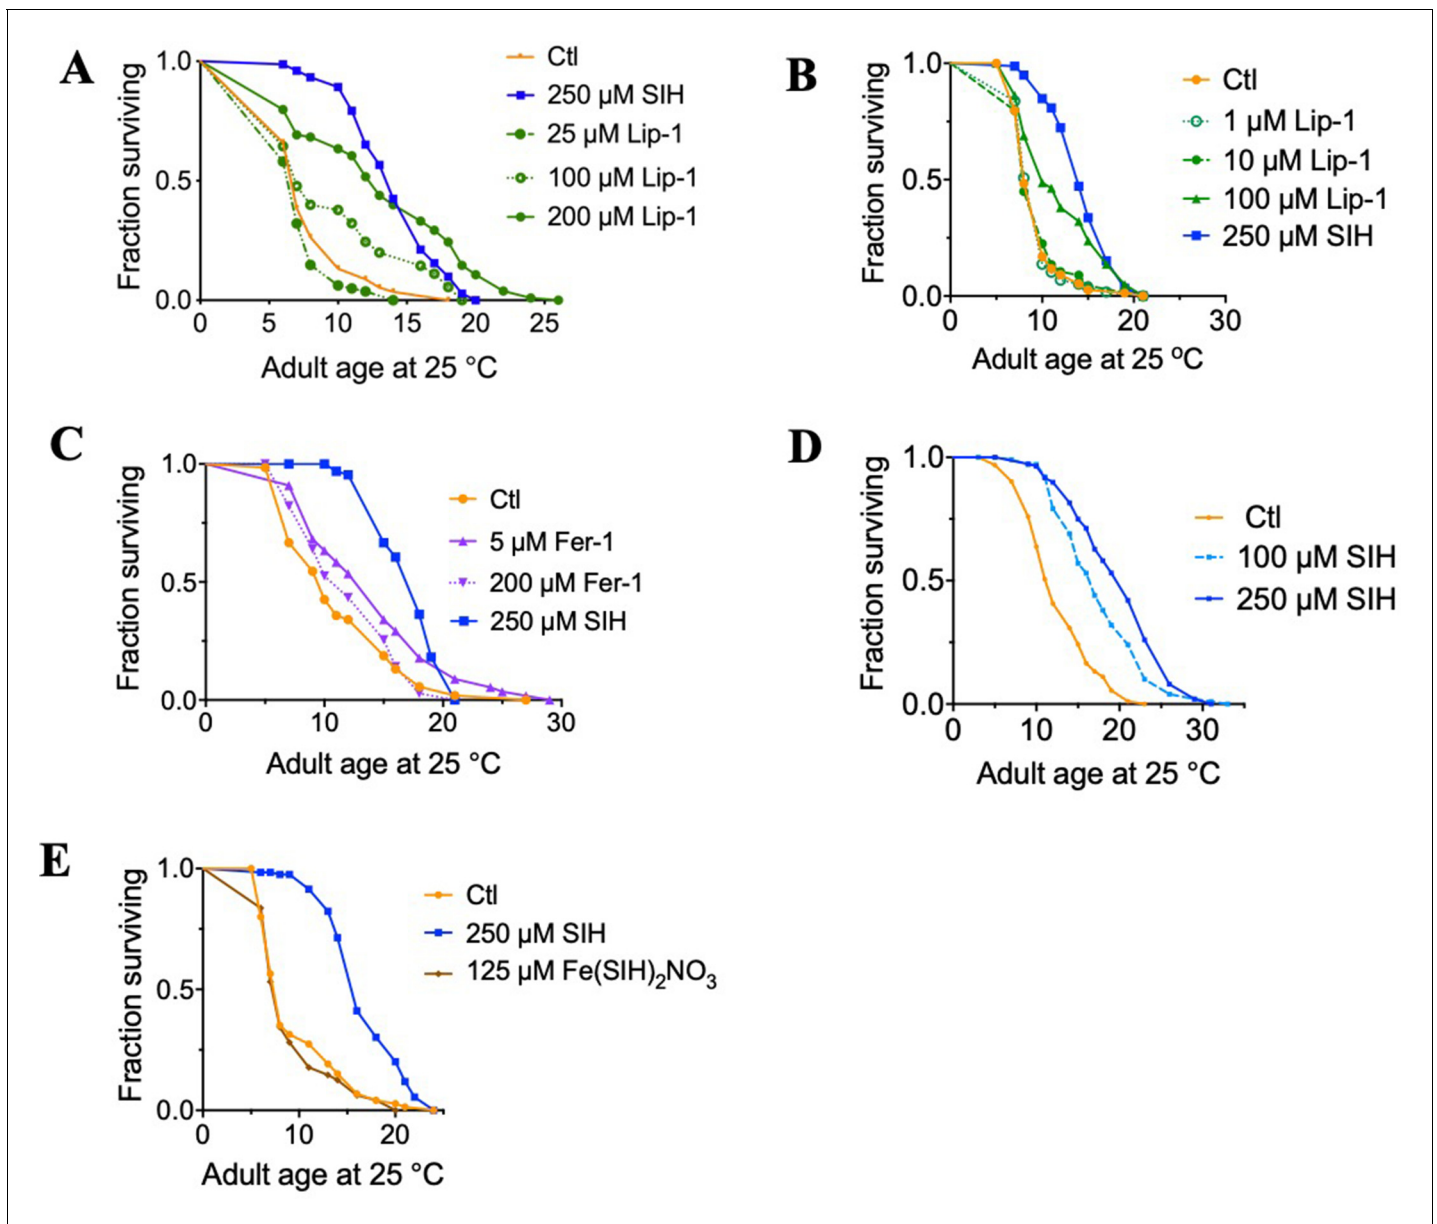 A
Fraction surviving
1.0
0.5
0.0
0 5 10 15 20 25
Adult age at 25 °C
Ctl
250 µM SIH
25 µM Lip-1
100 µM Lip-1
200 µM Lip-1
B
Fraction surviving
1.0
0.5
0.0
0 10 20 30
Adult age at 25 ºC
Ctl
1 µM Lip-1
10 µM Lip-1
100 µM Lip-1
250 µM SIH
C
Fraction surviving
1.0
0.5
0.0
0 10 20 30
Adult age at 25 °C
Ctl
5 µM Fer-1
200 µM Fer-1
250 µM SIH
D
Fraction surviving
1.0
0.5
0.0
0 10 20 30
Adult age at 25 °C
Ctl
100 µM SIH
250 µM SIH
E
Fraction surviving
1.0
0.5
0.0
0 10 20
Adult age at 25 °C
Ctl
250 µM SIH
125 µM Fe(SIH)₂NO₃